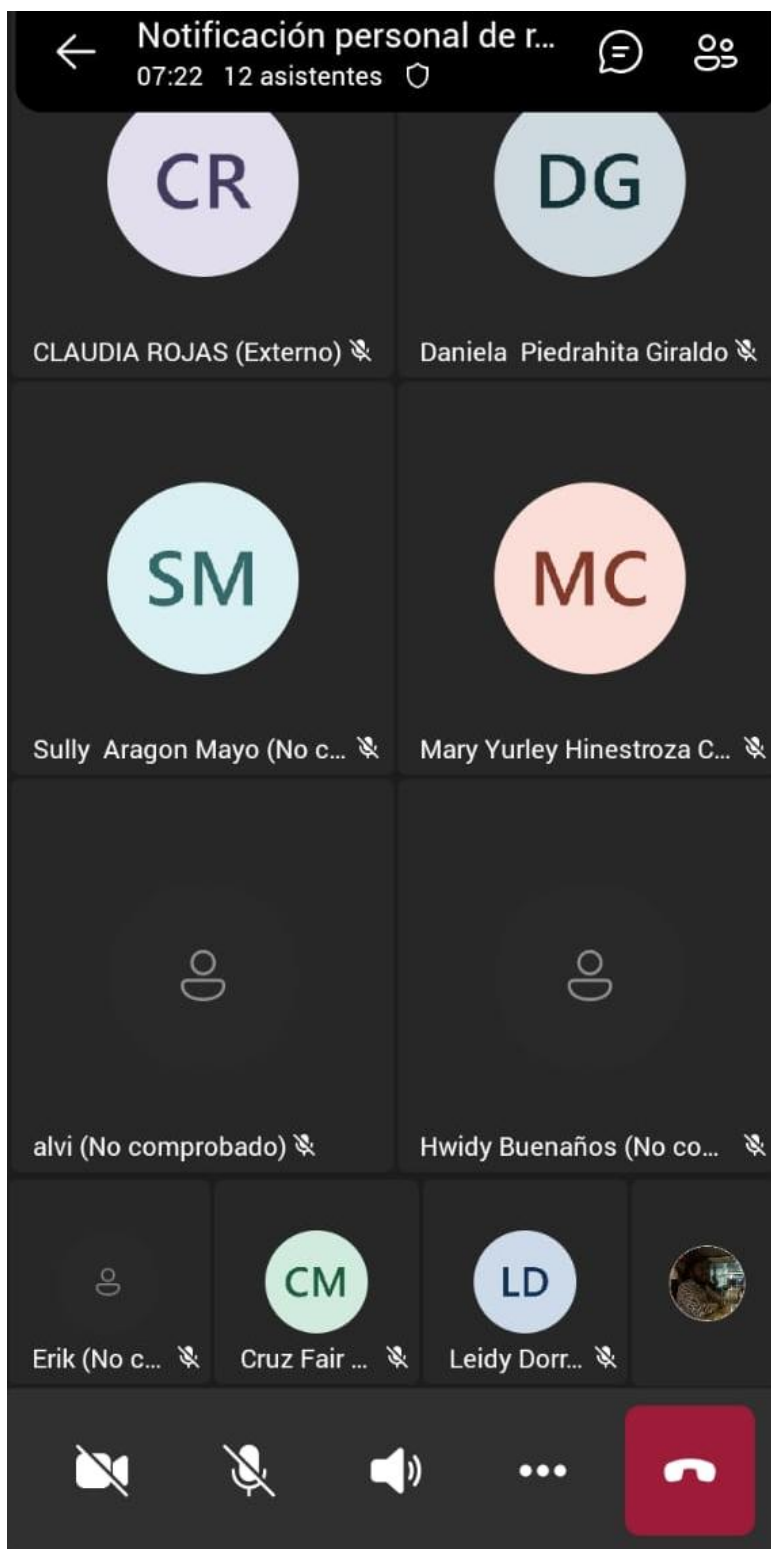 Notificación personal de r...
07:22 12 asistentes
CR
DG
CLAUDIA ROJAS (Externo)
Daniela Piedrahita Giraldo
SM
MC
Sully Aragon Mayo (No c...
Mary Yurley Hinestroza C...
alvi (No comprobado)
Hwidy Buenaños (No co...
CM
LD
Erik (No c...
Cruz Fair ...
Leidy Dorr...